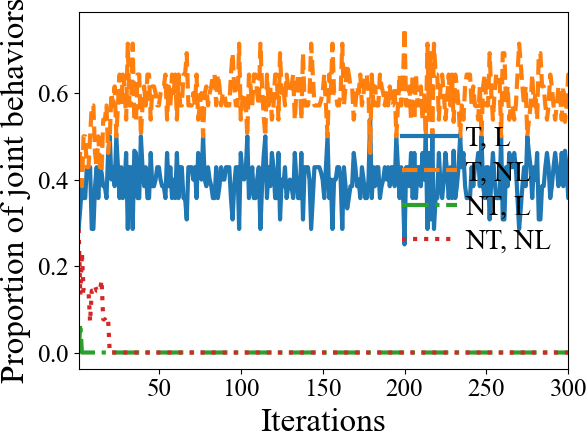 Proportion of joint behaviors
0.6
0.4
0.2
0.0
T, L
T, NL
NT, L
NT, NL
50 100 150 200 250 300
Iterations